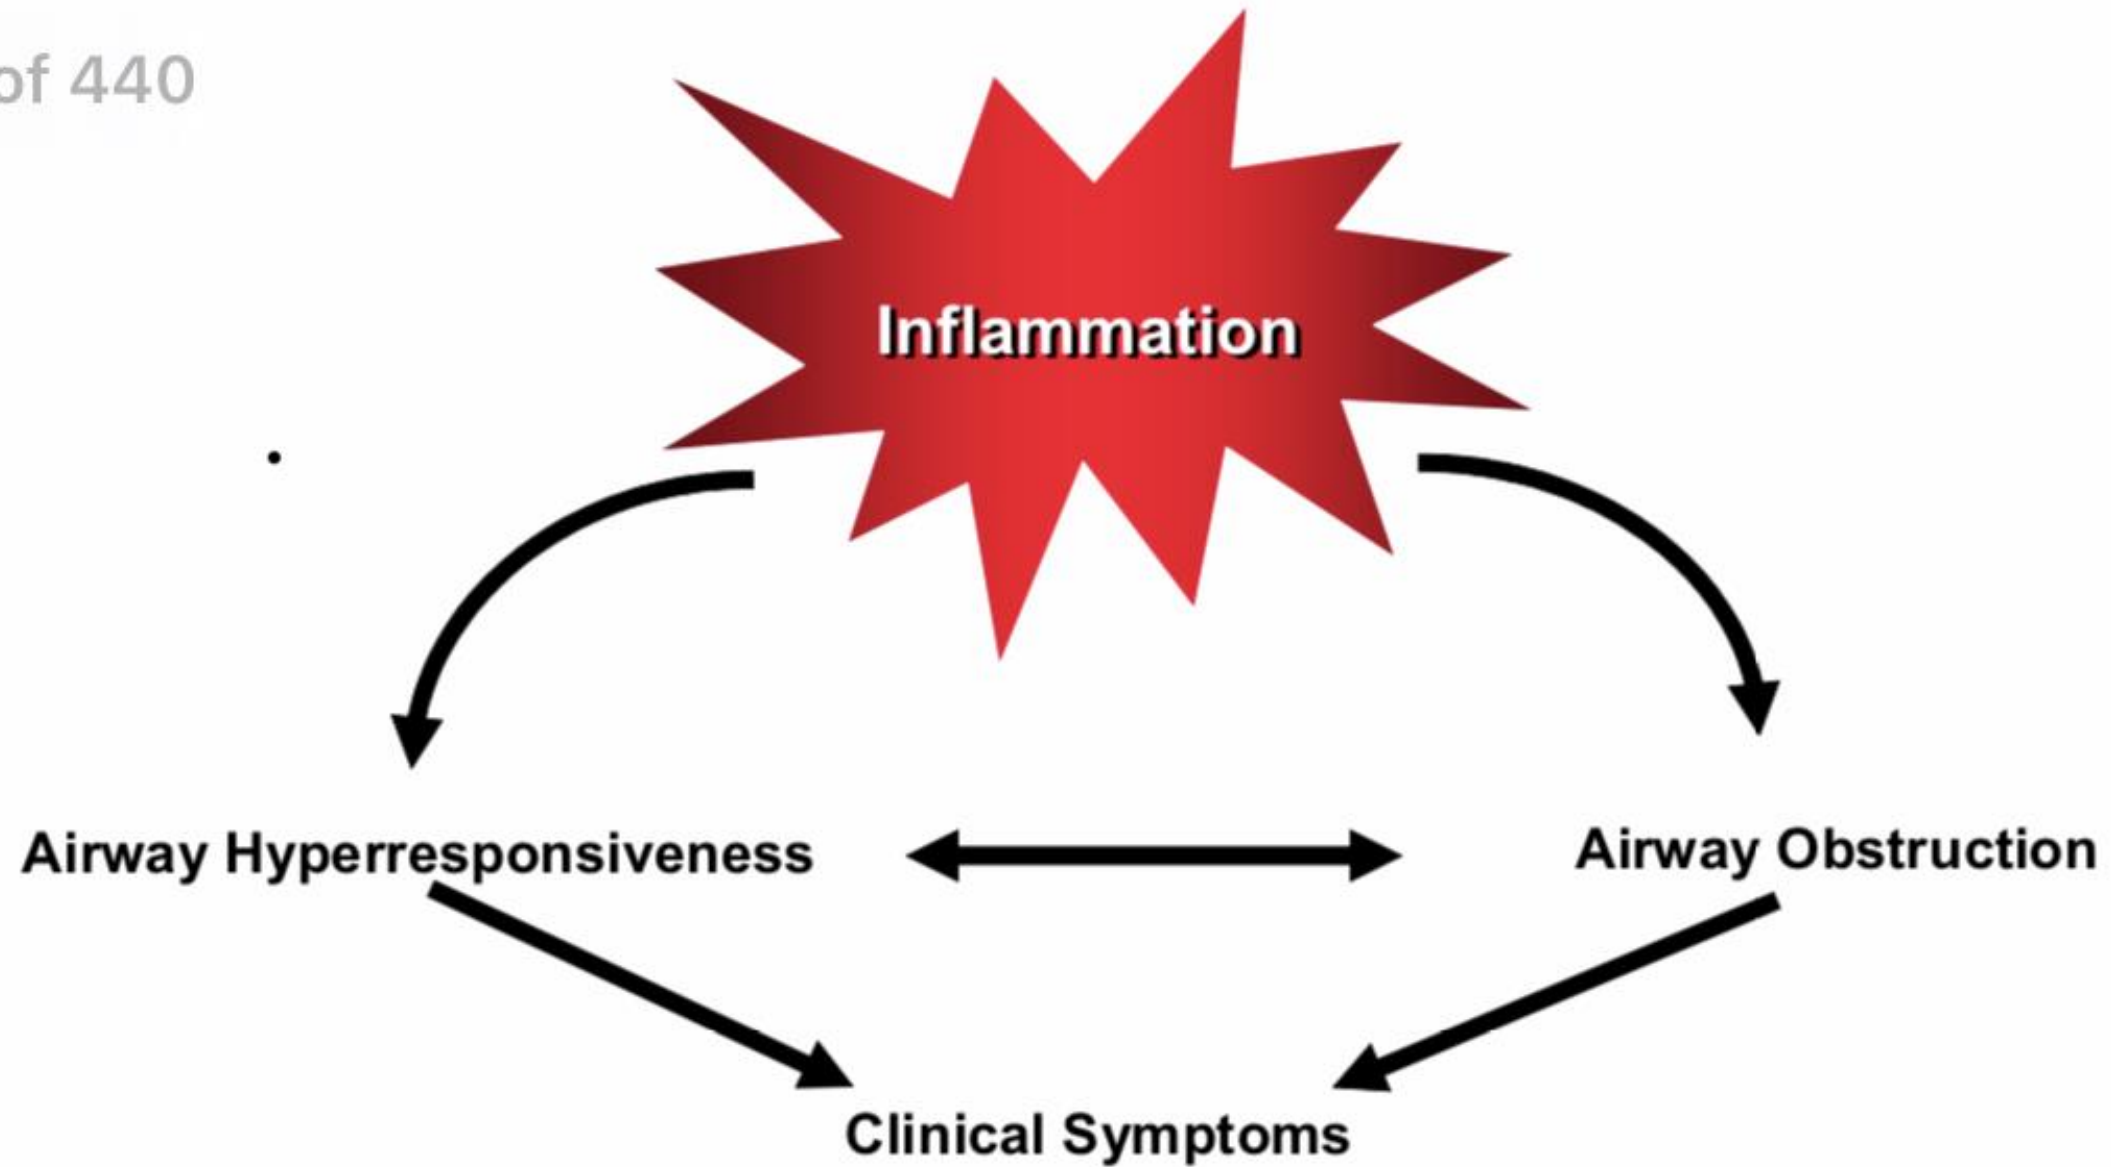 of 440
Inflammation
Airway Hyperresponsiveness
Airway Obstruction
Clinical Symptoms